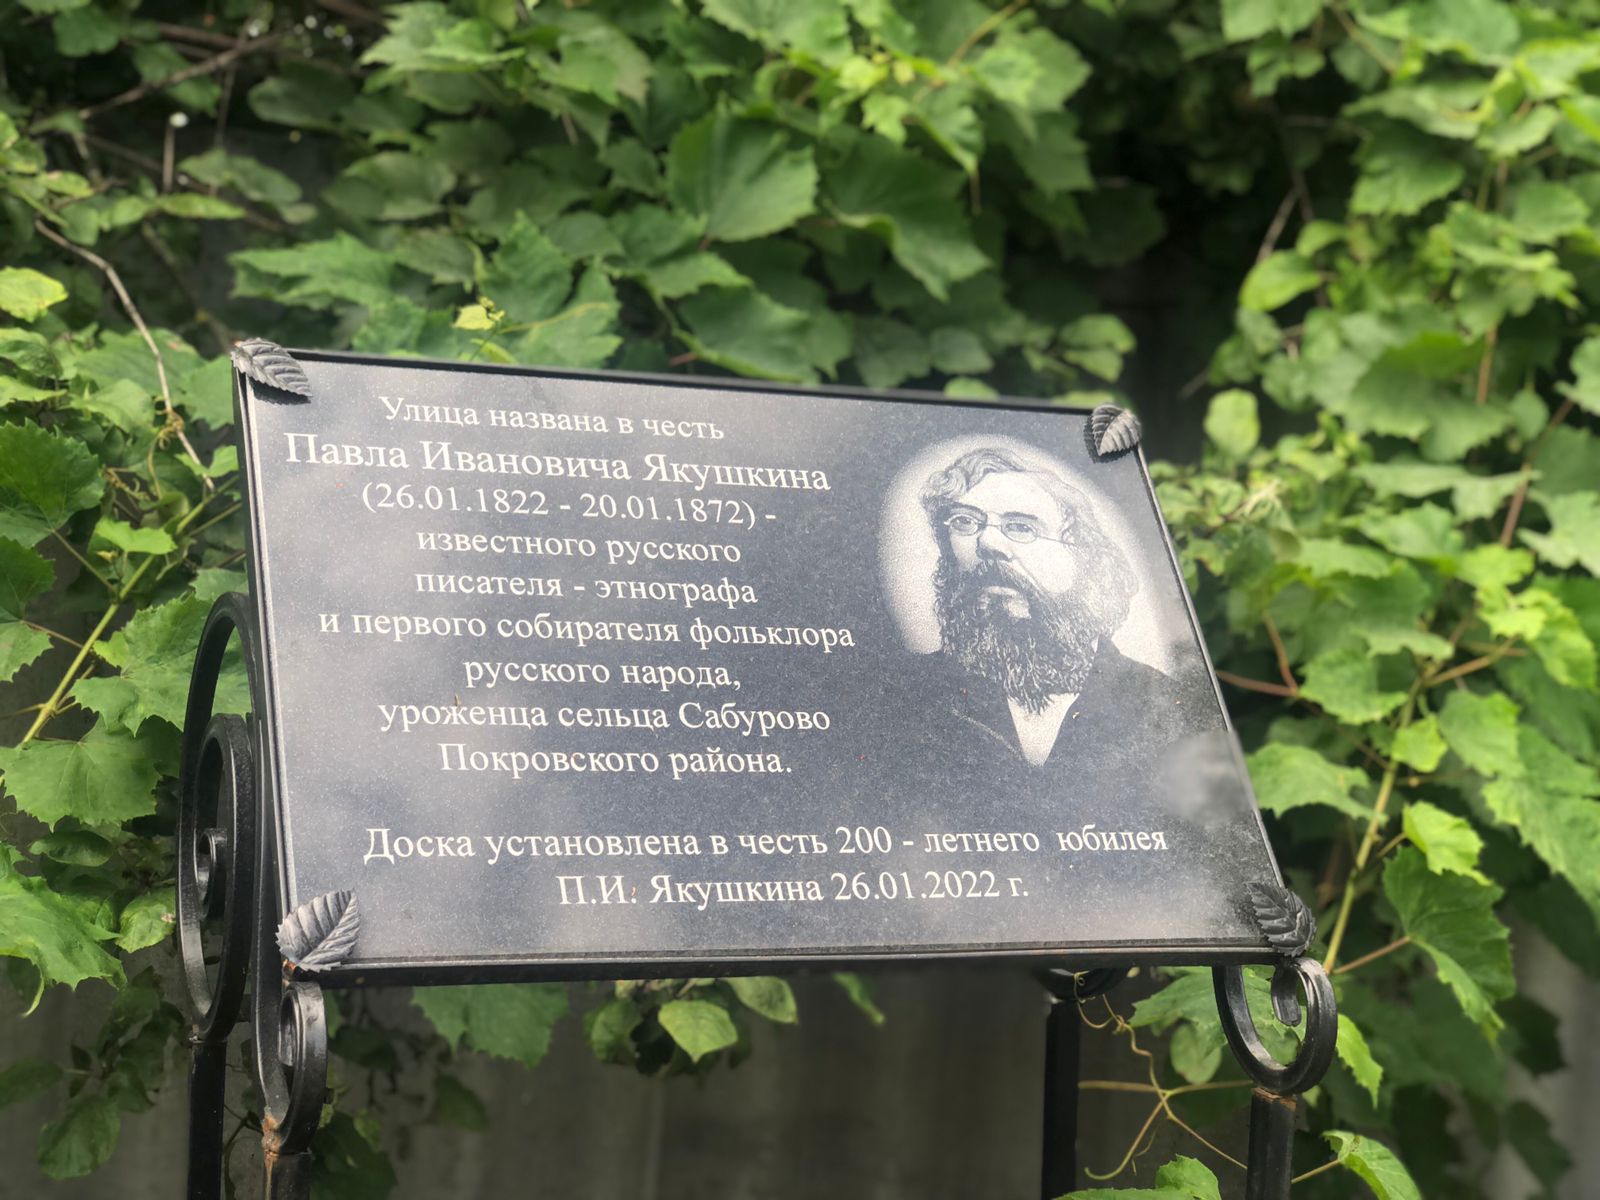 Улица названа в честь
Павла Ивановича Якушкина
(26.01.1822 - 20.01.1872) -
известного русского
писателя - этнографа
и первого собирателя фольклора
русского народа,
уроженца сельца Сабурово
Покровского района.
Доска установлена в честь 200 - летнего юбилея
П.И. Якушкина 26.01.2022 г.